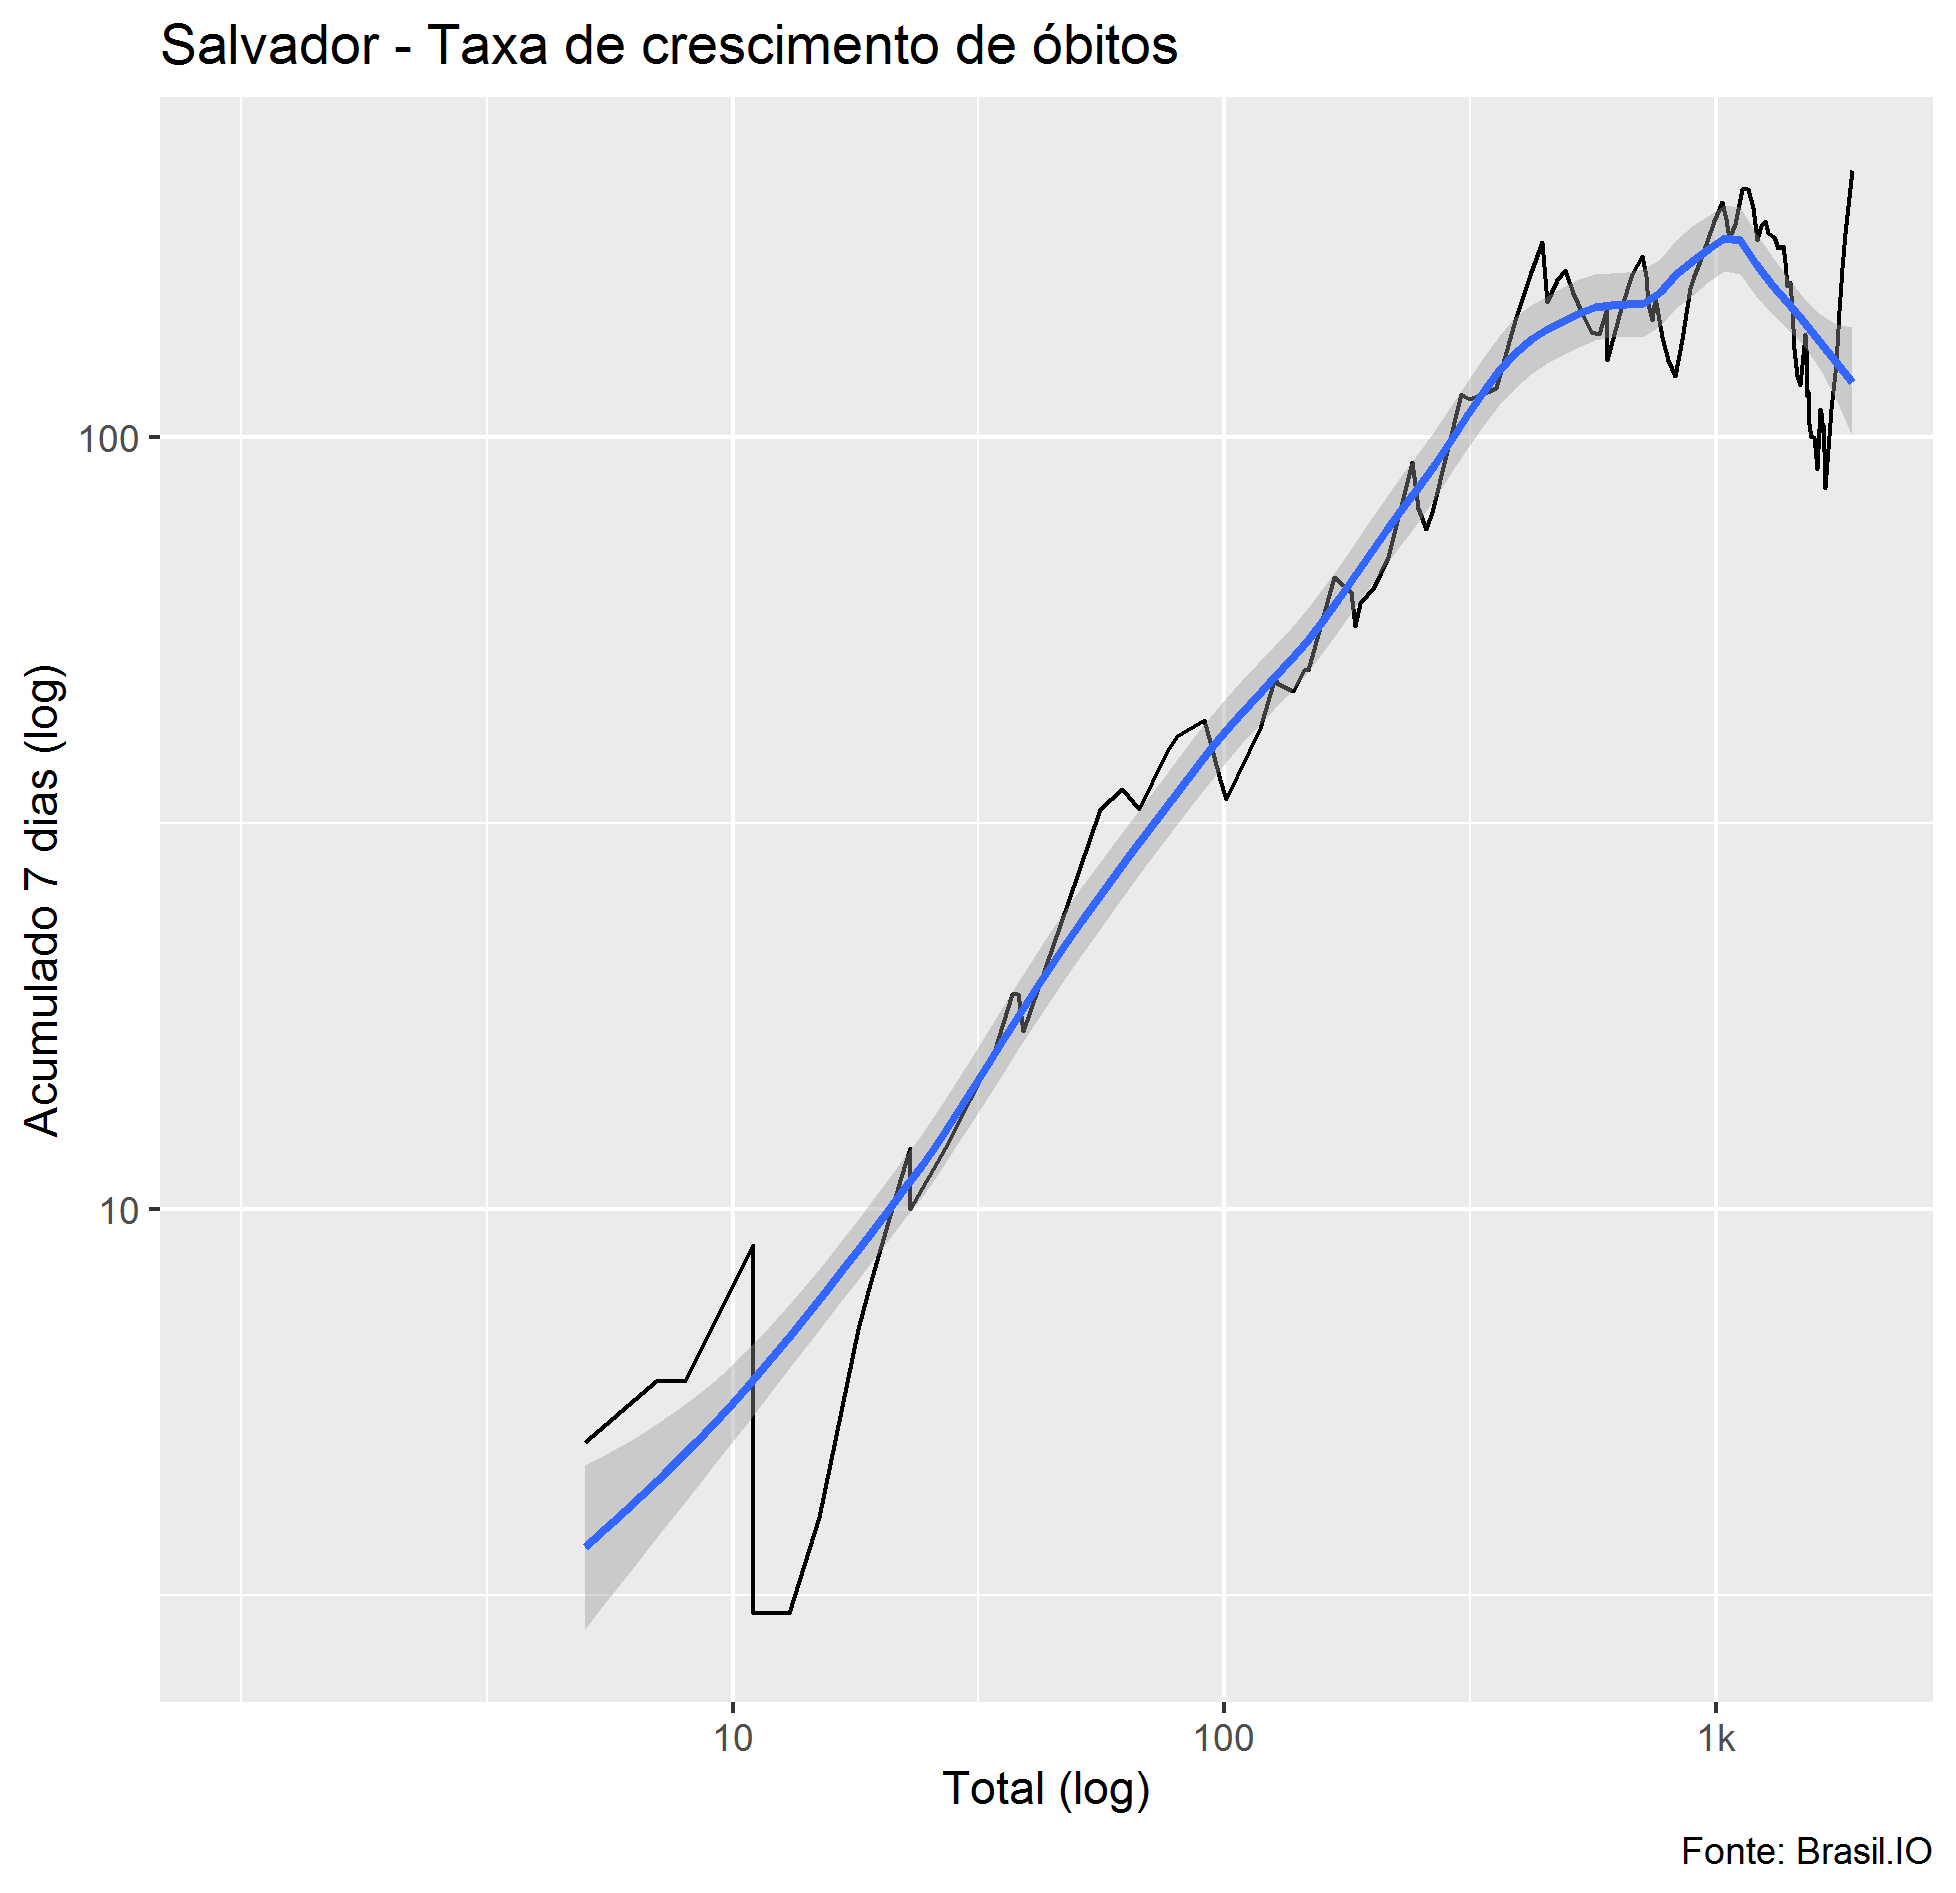 Salvador - Taxa de crescimento de óbitos
Acumulado 7 dias (log)
100
10
10
100
1k
Total (log)
Fonte: Brasil.IO